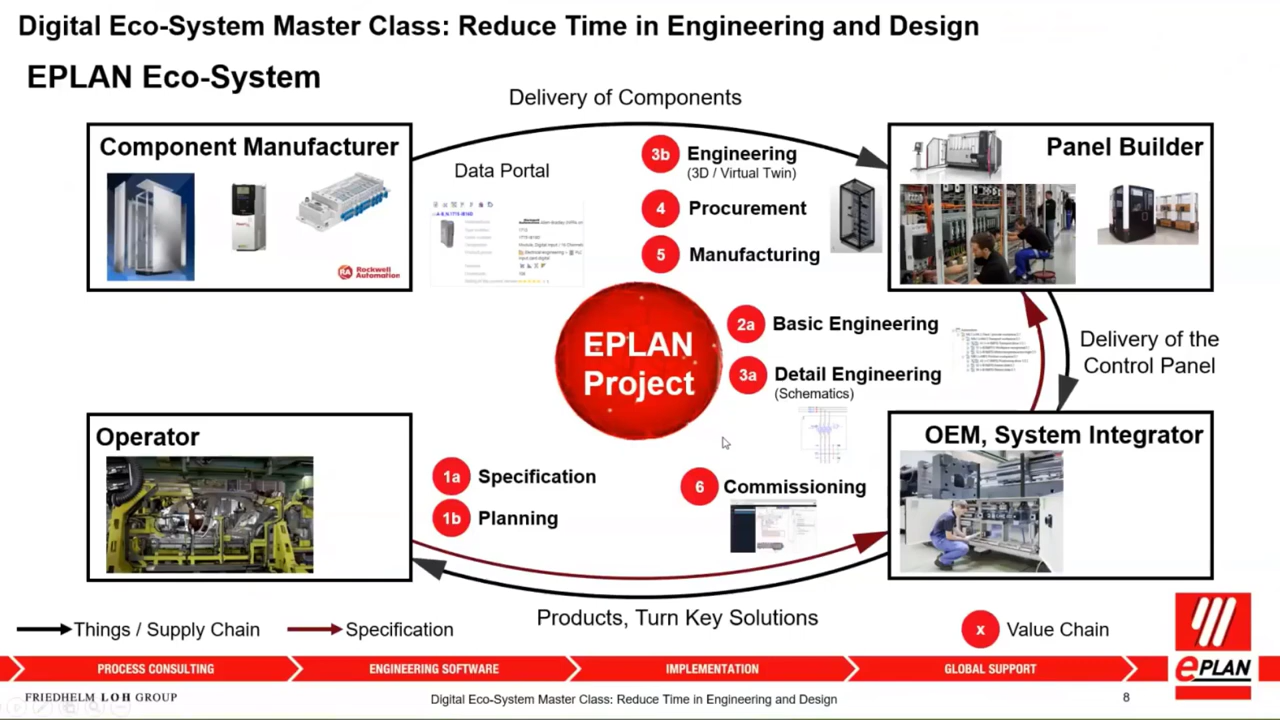 Digital Eco-System Master Class: Reduce Time in Engineering and Design
EPLAN Eco-System
Delivery of Components
Component Manufacturer
Rockwell
Automation
Data Portal
3b Engineering
(3D / Virtual Twin)
4 Procurement
5 Manufacturing
Panel Builder
EPLAN
Project
2a Basic Engineering
3a Detail Engineering
(Schematics)
Delivery of the
Control Panel
Operator
1a Specification
1b Planning
6 Commissioning
OEM, System Integrator
Products, Turn Key Solutions
Things / Supply Chain
Specification
x Value Chain
PROCESS CONSULTING
ENGINEERING SOFTWARE
IMPLEMENTATION
GLOBAL SUPPORT
ePLAN
FRIEDHELM LOH GROUP
Digital Eco-System Master Class: Reduce Time in Engineering and Design
8